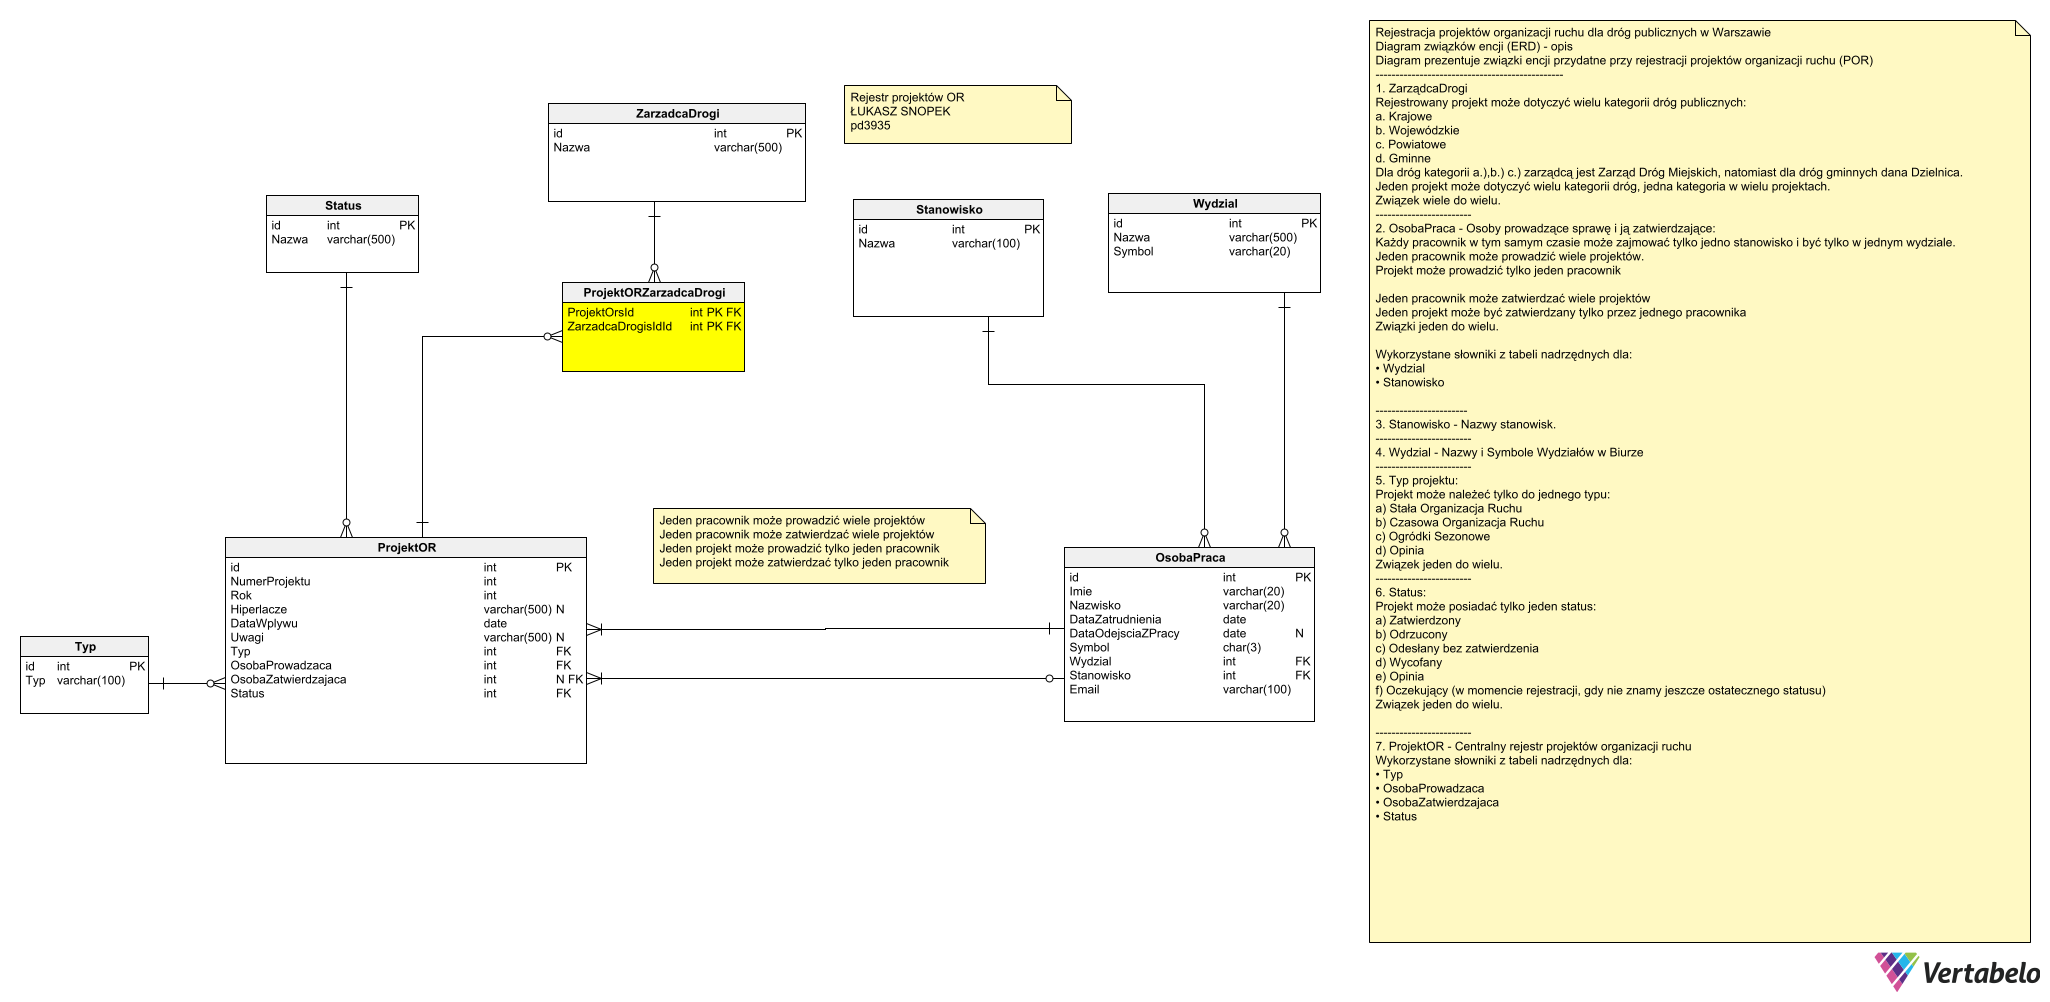 Rejestracja projektów organizacji ruchu dla dróg publicznych w Warszawie
Diagram związków encji (ERD) - opis
Diagram prezentuje związki encji przydatne przy rejestracji projektów organizacji ruchu (POR)
-----------------------------------------------
1. ZarządcaDrogi
Rejestrowany projekt może dotyczyć wielu kategorii dróg publicznych:
a. Krajowe
b. Wojewódzkie
c. Powiatowe
d. Gminne
Dla dróg kategorii a.),b.) c.) zarządcą jest Zarząd Dróg Miejskich, natomiast dla dróg gminnych dana Dzielnica.
Jeden projekt może dotyczyć wielu kategorii dróg, jedna kategoria w wielu projektach.
Związek wiele do wielu.
------------------------
2. OsobaPraca - Osoby prowadzące sprawę i ją zatwierdzające:
Każdy pracownik w tym samym czasie może zajmować tylko jedno stanowisko i być tylko w jednym wydziale.
Jeden pracownik może prowadzić wiele projektów.
Projekt może prowadzić tylko jeden pracownik
Jeden pracownik może zatwierdzać wiele projektów
Jeden projekt może być zatwierdzany tylko przez jednego pracownika
Związki jeden do wielu.
Wykorzystane słowniki z tabeli nadrzędnych dla:
• Wydzial
• Stanowisko
-----------------------
3. Stanowisko - Nazwy stanowisk.
------------------------
4. Wydzial - Nazwy i Symbole Wydziałów w Biurze
------------------------
5. Typ projektu:
Projekt może należeć tylko do jednego typu:
a) Stała Organizacja Ruchu
b) Czasowa Organizacja Ruchu
c) Ogródki Sezonowe
d) Opinia
Związek jeden do wielu.
------------------------
6. Status:
Projekt może posiadać tylko jeden status:
a) Zatwierdzony
b) Odrzucony
c) Odesłany bez zatwierdzenia
d) Wycofany
e) Opinia
f) Oczekujący (w momencie rejestracji, gdy nie znamy jeszcze ostatecznego statusu)
Związek jeden do wielu.
------------------------
7. ProjektOR - Centralny rejestr projektów organizacji ruchu
Wykorzystane słowniki z tabeli nadrzędnych dla:
• Typ
• OsobaProwadzaca
• OsobaZatwierdzajaca
• Status
Rejestr projektów OR
ŁUKASZ SNOPEK
pd3935
ZarzadcaDrogi
id int PK
Nazwa varchar(500)
Status
id int PK
Nazwa varchar(500)
Stanowisko
id int PK
Nazwa varchar(100)
Wydzial
id int PK
Nazwa varchar(500)
Symbol varchar(20)
ProjektORZarzadcaDrogi
ProjektOrsId int PK FK
ZarzadcaDrogisIdId int PK FK
Jeden pracownik może prowadzić wiele projektów
Jeden pracownik może zatwierdzać wiele projektów
Jeden projekt może prowadzić tylko jeden pracownik
Jeden projekt może zatwierdzać tylko jeden pracownik
ProjektOR
id int PK
NumerProjektu int
Rok int
Hiperlacze varchar(500) N
DataWplywu date
Uwagi varchar(500) N
Typ int FK
OsobaProwadzaca int FK
OsobaZatwierdzajaca int N FK
Status int FK
OsobaPraca
id int PK
Imie varchar(20)
Nazwisko varchar(20)
DataZatrudnienia date
DataOdejsciaZPracy date N
Symbol char(3)
Wydzial int FK
Stanowisko int FK
Email varchar(100)
Typ
id int PK
Typ varchar(100)
Vertabelo